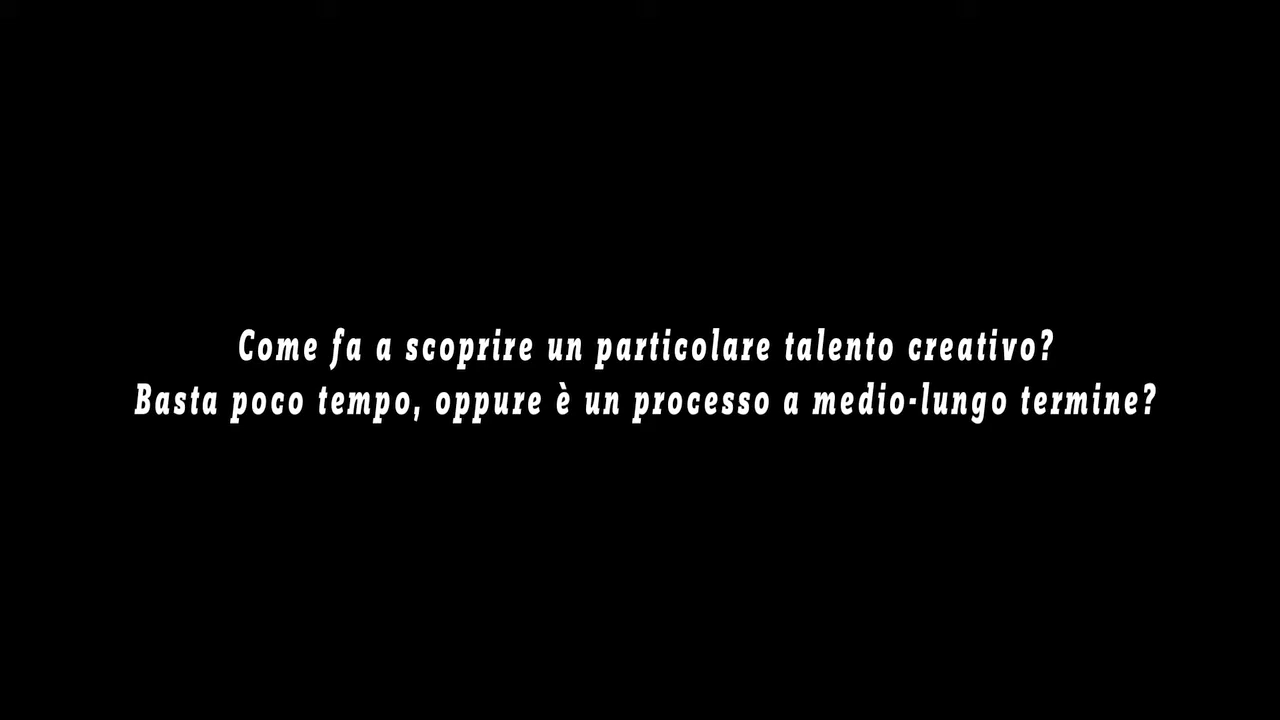 Come fa a scoprire un particolare talento creativo?
Basta poco tempo, oppure è un processo a medio-lungo termine?